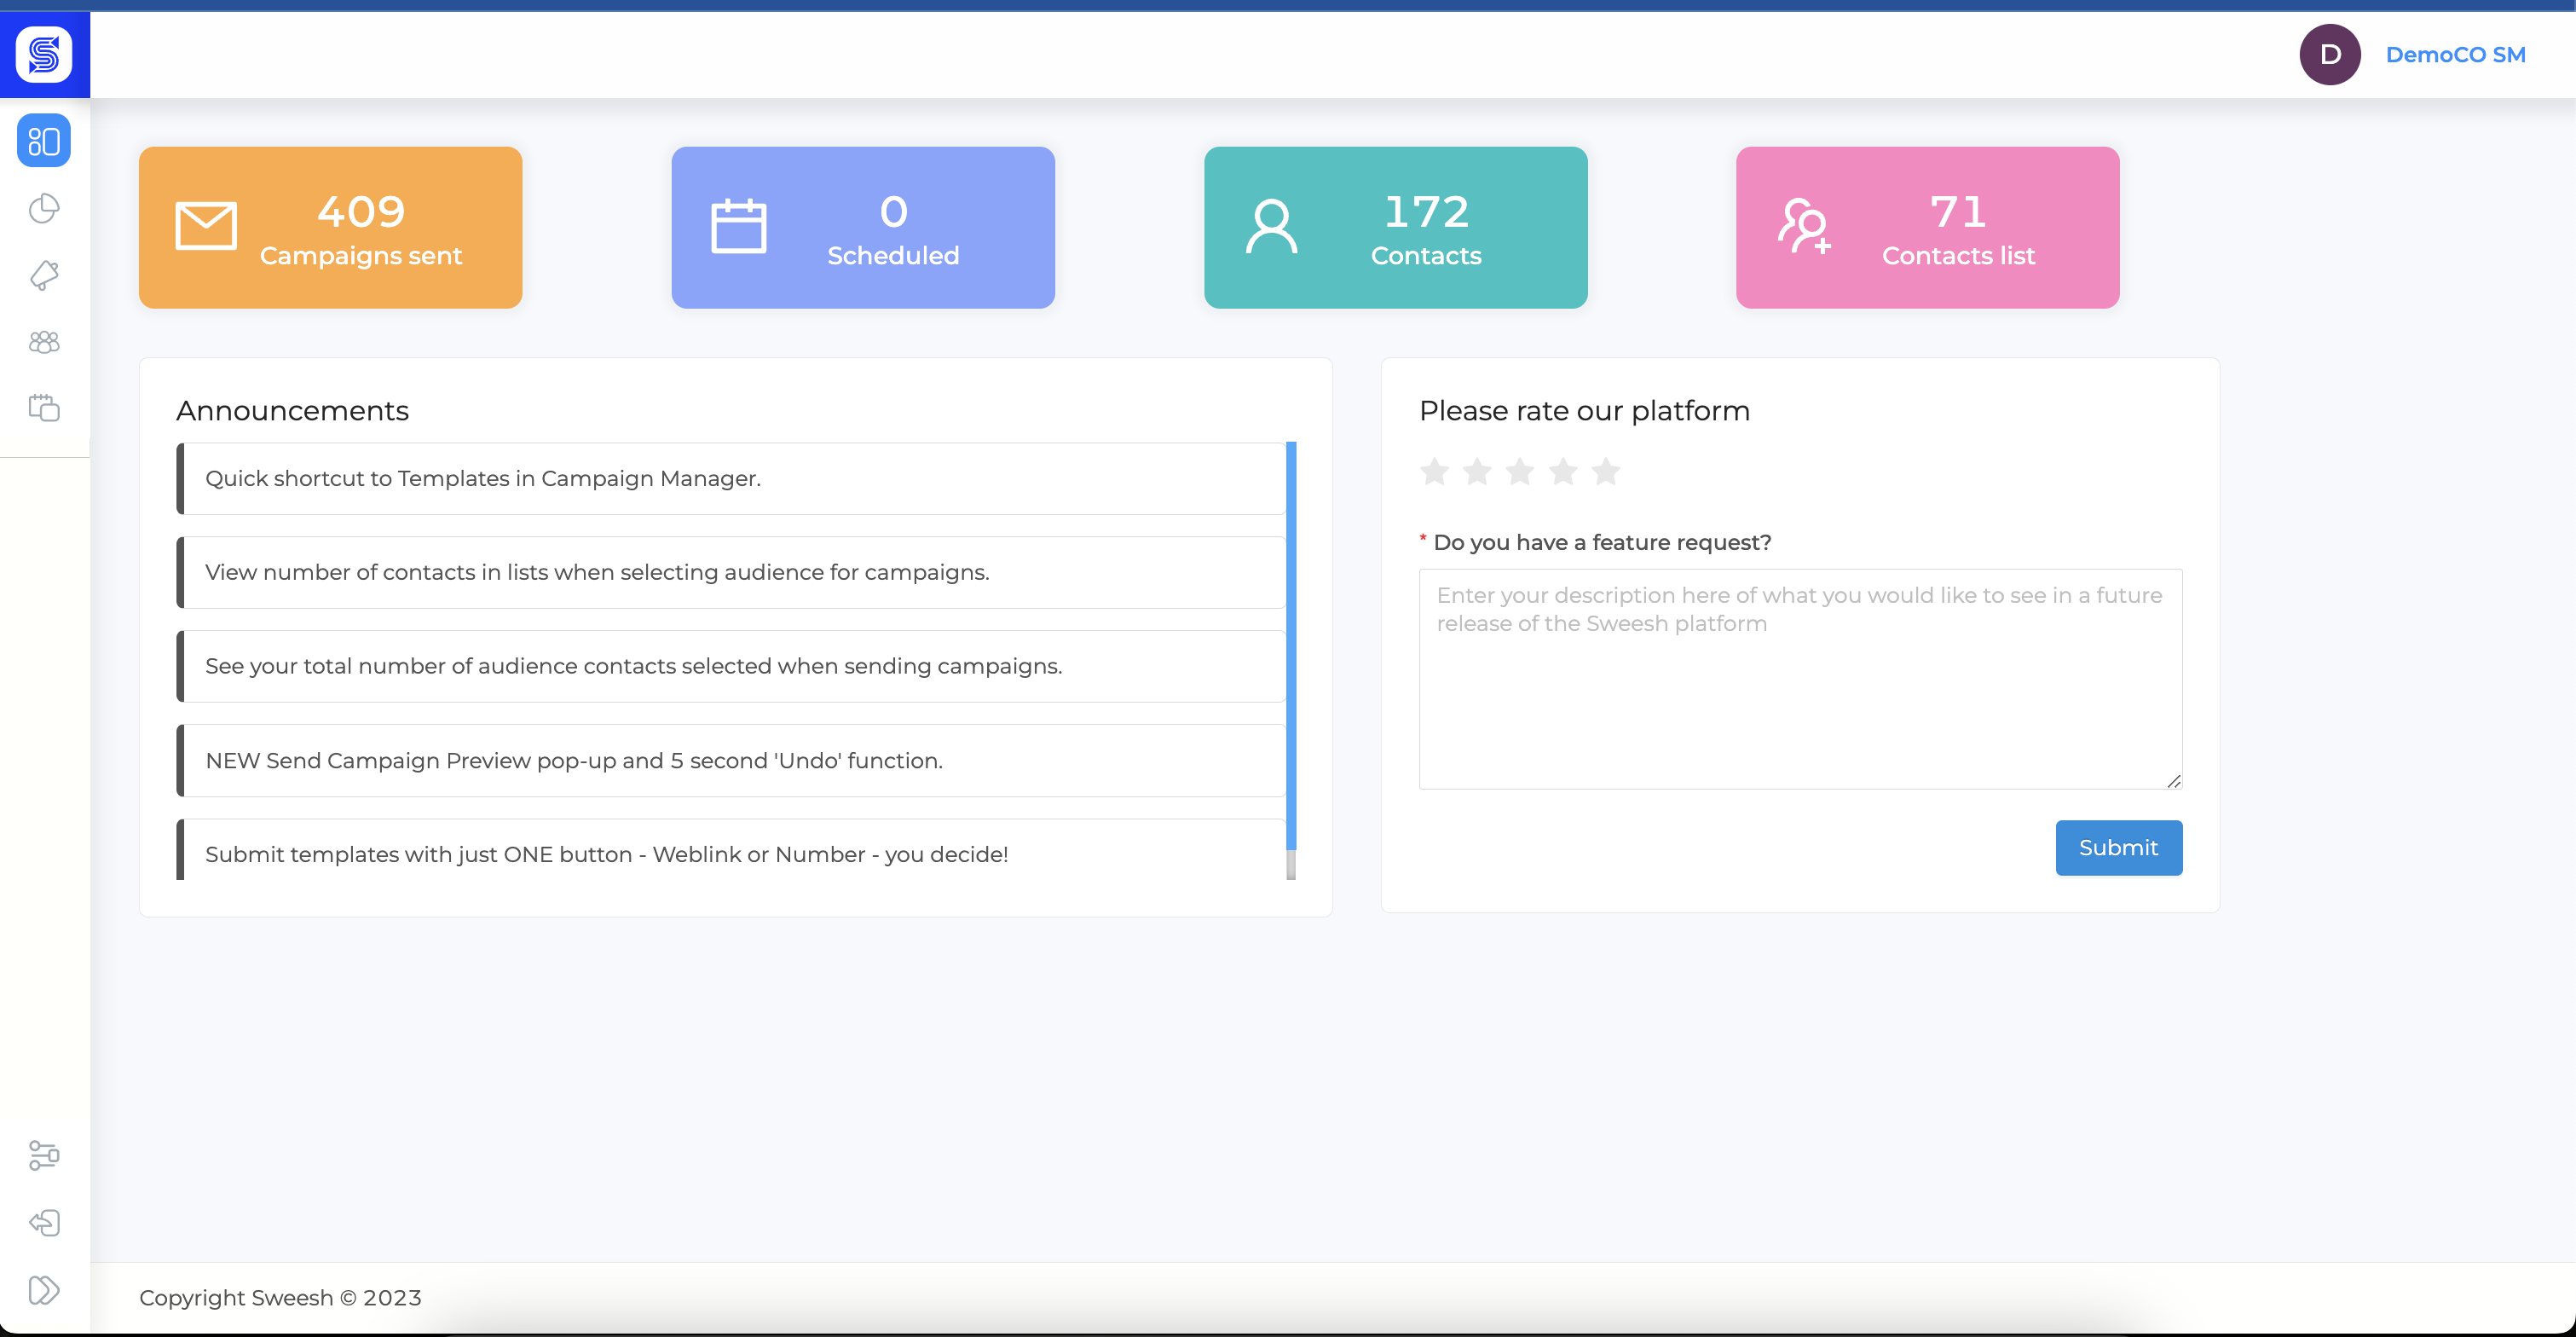 D
DemoCO SM
409
Campaigns sent
0
Scheduled
172
Contacts
71
Contacts list
Announcements
Quick shortcut to Templates in Campaign Manager.
View number of contacts in lists when selecting audience for campaigns.
See your total number of audience contacts selected when sending campaigns.
NEW Send Campaign Preview pop-up and 5 second 'Undo' function.
Submit templates with just ONE button - Weblink or Number - you decide!
Please rate our platform
* Do you have a feature request?
Enter your description here of what you would like to see in a future
release of the Sweesh platform
Submit
Copyright Sweesh © 2023